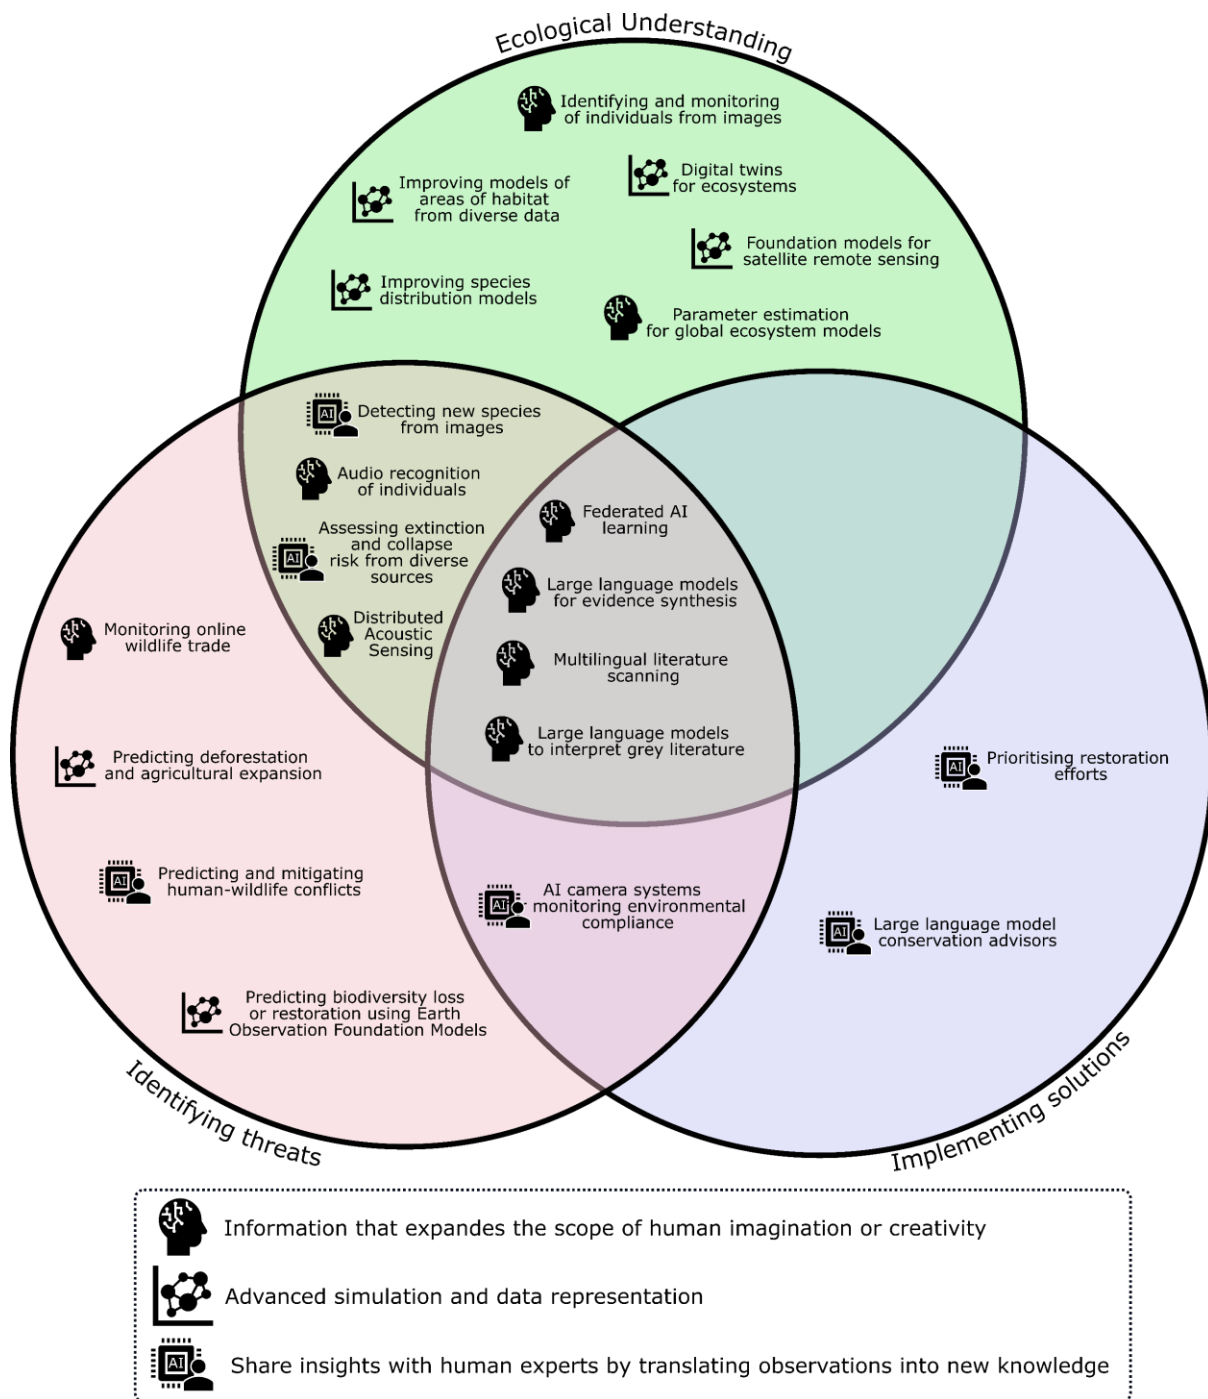 Ecological Understanding
Identifying and monitoring
of individuals from images
Digital twins
for ecosystems
Improving models of
areas of habitat
from diverse data
Foundation models for
satellite remote sensing
Improving species
distribution models
Parameter estimation
for global ecosystem models
Detecting new species
from images
AI
Audio recognition
of individuals
Federated AI
learning
Assessing extinction
and collapse
risk from diverse
sources
AI
Large language models
for evidence synthesis
Distributed
Acoustic
Sensing
Monitoring online
wildlife trade
Multilingual literature
scanning
Large language models
to interpret grey literature
Predicting deforestation
and agricultural expansion
Prioritising restoration
efforts
AI
Predicting and mitigating
human-wildlife conflicts
AI
AI camera systems
monitoring environmental
compliance
AI
Large language model
conservation advisors
AI
Predicting biodiversity loss
or restoration using Earth
Observation Foundation Models
Identifying threats
Implementing solutions
Information that expandes the scope of human imagination or creativity
Advanced simulation and data representation
AI
Share insights with human experts by translating observations into new knowledge